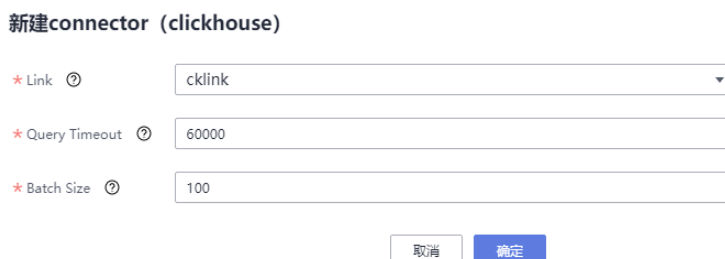 新建connector（clickhouse）
* Link ? cklink
* Query Timeout ? 60000
* Batch Size ? 100
取消 确定